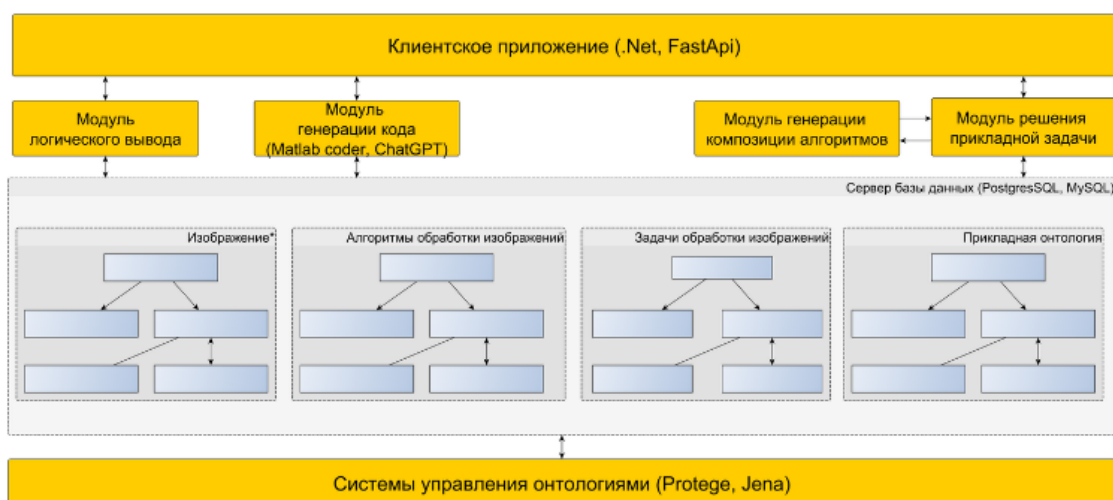 Клиентское приложение (.Net, FastApi)
Модуль
логического вывода
Модуль
генерации кода
(Matlab coder, ChatGPT)
Модуль генерации
композиции алгоритмов
Модуль решения
прикладной задачи
Сервер базы данных (PostgresSQL, MySQL)
Изображение*
Алгоритмы обработки изображений
Задачи обработки изображений
Прикладная онтология
Системы управления онтологиями (Protege, Jena)